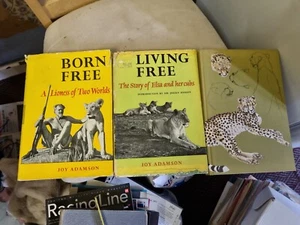 BORN
FREE
A Lioness of Two Worlds
JOY ADAMSON
LIVING
FREE
The Story of Elsa and her cubs
JOY ADAMSON
RacingLine